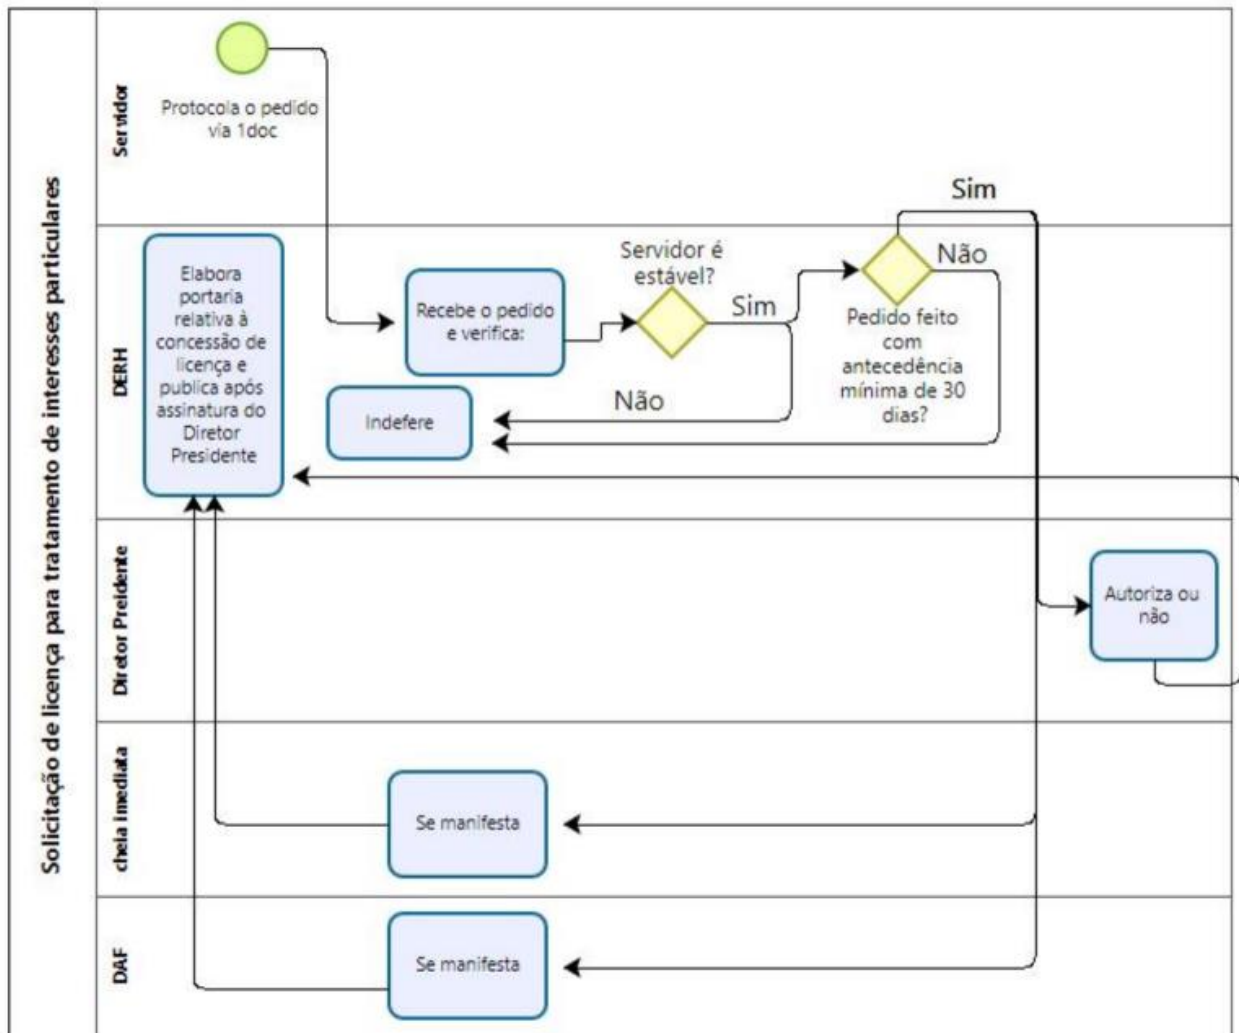 Solicitação de licença para tratamento de interesses particulares
Servidor
Protocola o pedido
via 1doc
Sim
DERH
Elabora
portaria
relativa à
concessão de
licença e
publica após
assinatura do
Diretor
Presidente
Recebe o pedido
e verifica:
Servidor é
estável?
Sim
Não
Indefere
Não
Pedido feito
com
antecedência
mínima de 30
dias?
Diretor Preidente
Autoriza ou
não
cheia imediata
Se manifesta
DAF
Se manifesta